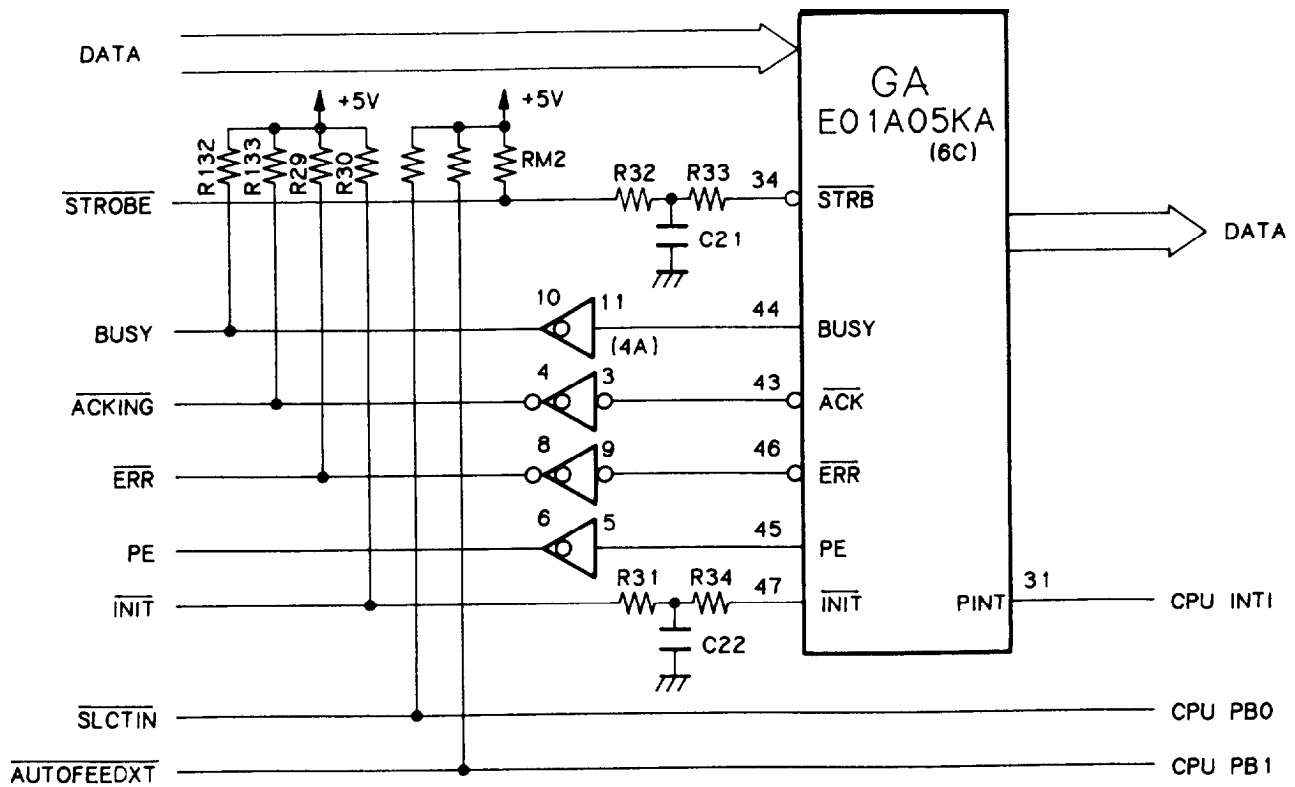 DATA
GA
E01A05KA
(6C)
+5V
+5V
R132
R133
R29
R30
RM2
R32
R33
34
STROBE
STRB
C21
DATA
10
11
44
BUSY
(4A)
BUSY
4
3
43
ACKING
ACK
8
9
46
ERR
ERR
6
5
45
PE
PE
R31
R34
47
31
INIT
INIT
PINT
CPU INT1
C22
SLCTIN
CPU PB0
AUTOFEEDXT
CPU PB1